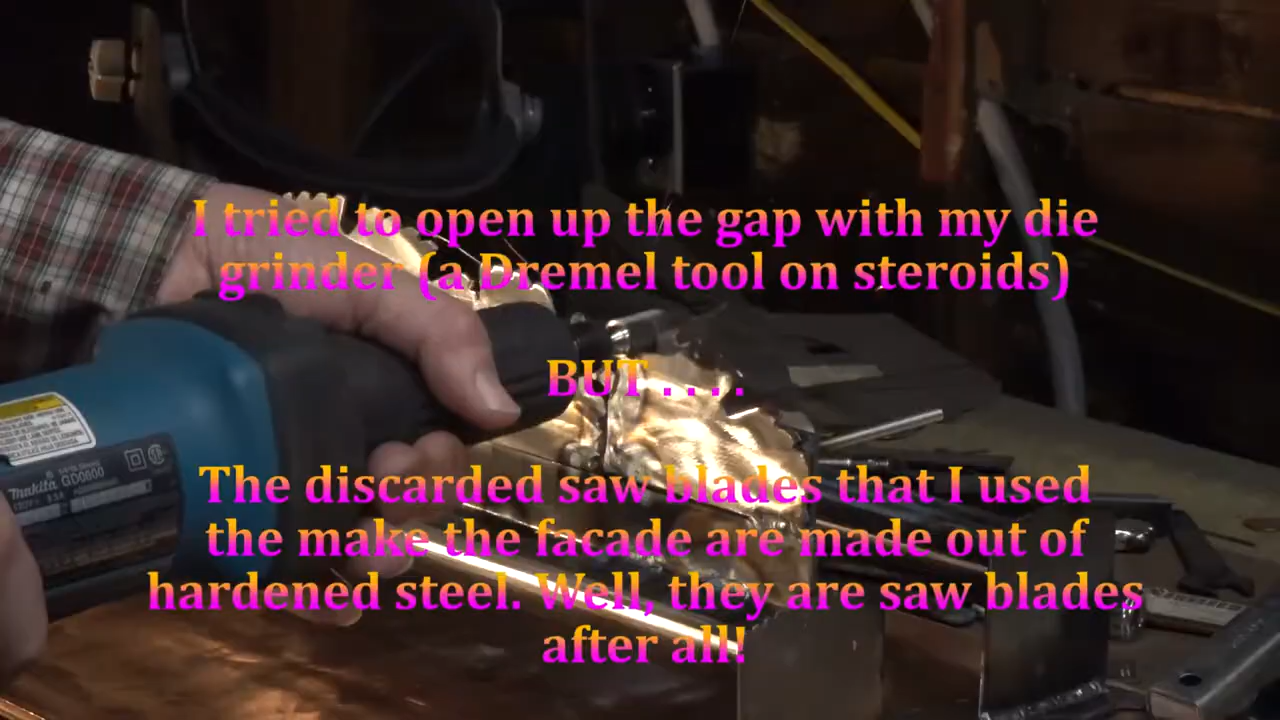 I tried to open up the gap with my die
grinder (a Dremel tool on steroids)
BUT . . . .
The discarded saw blades that I used
the make the facade are made out of
hardened steel. Well, they are saw blades
after all!
Makita GD0800